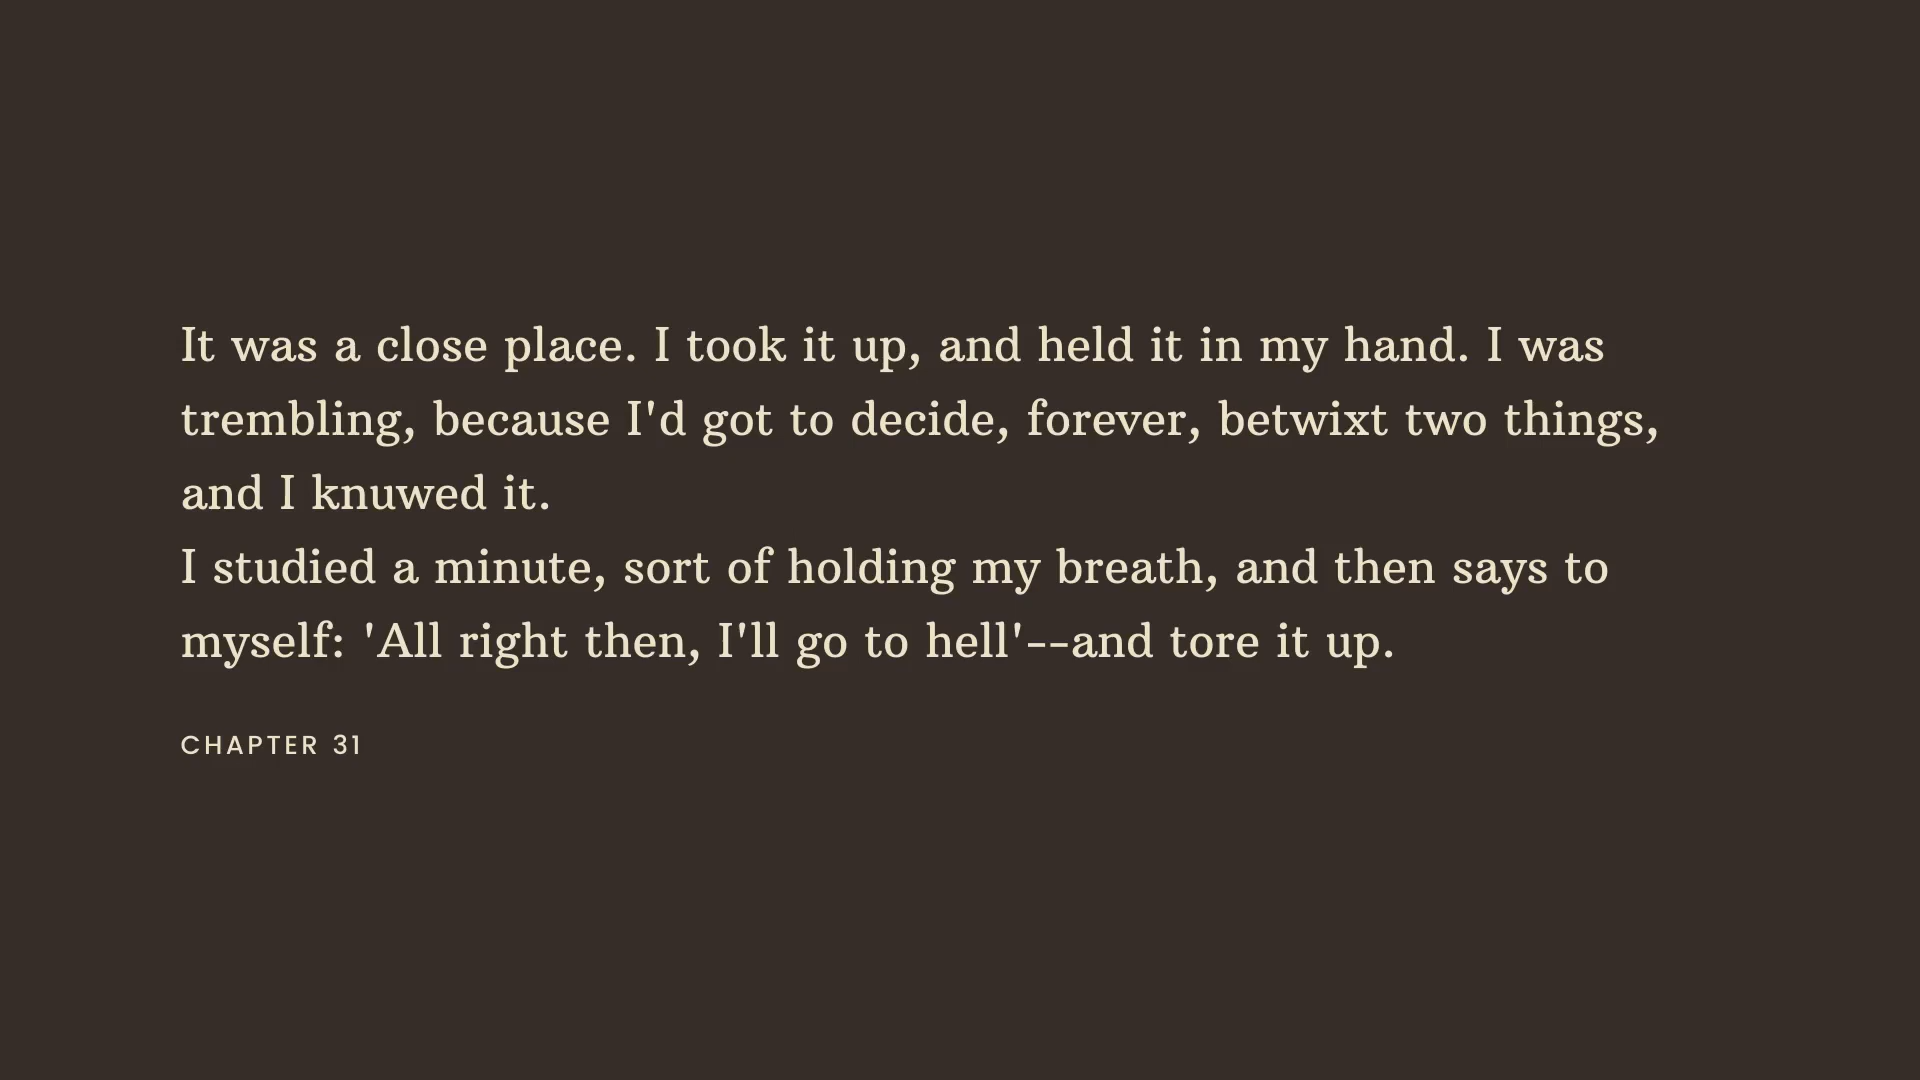 It was a close place. I took it up, and held it in my hand. I was
trembling, because I'd got to decide, forever, betwixt two things,
and I knuwed it.
I studied a minute, sort of holding my breath, and then says to
myself: 'All right then, I'll go to hell'--and tore it up.
CHAPTER 31